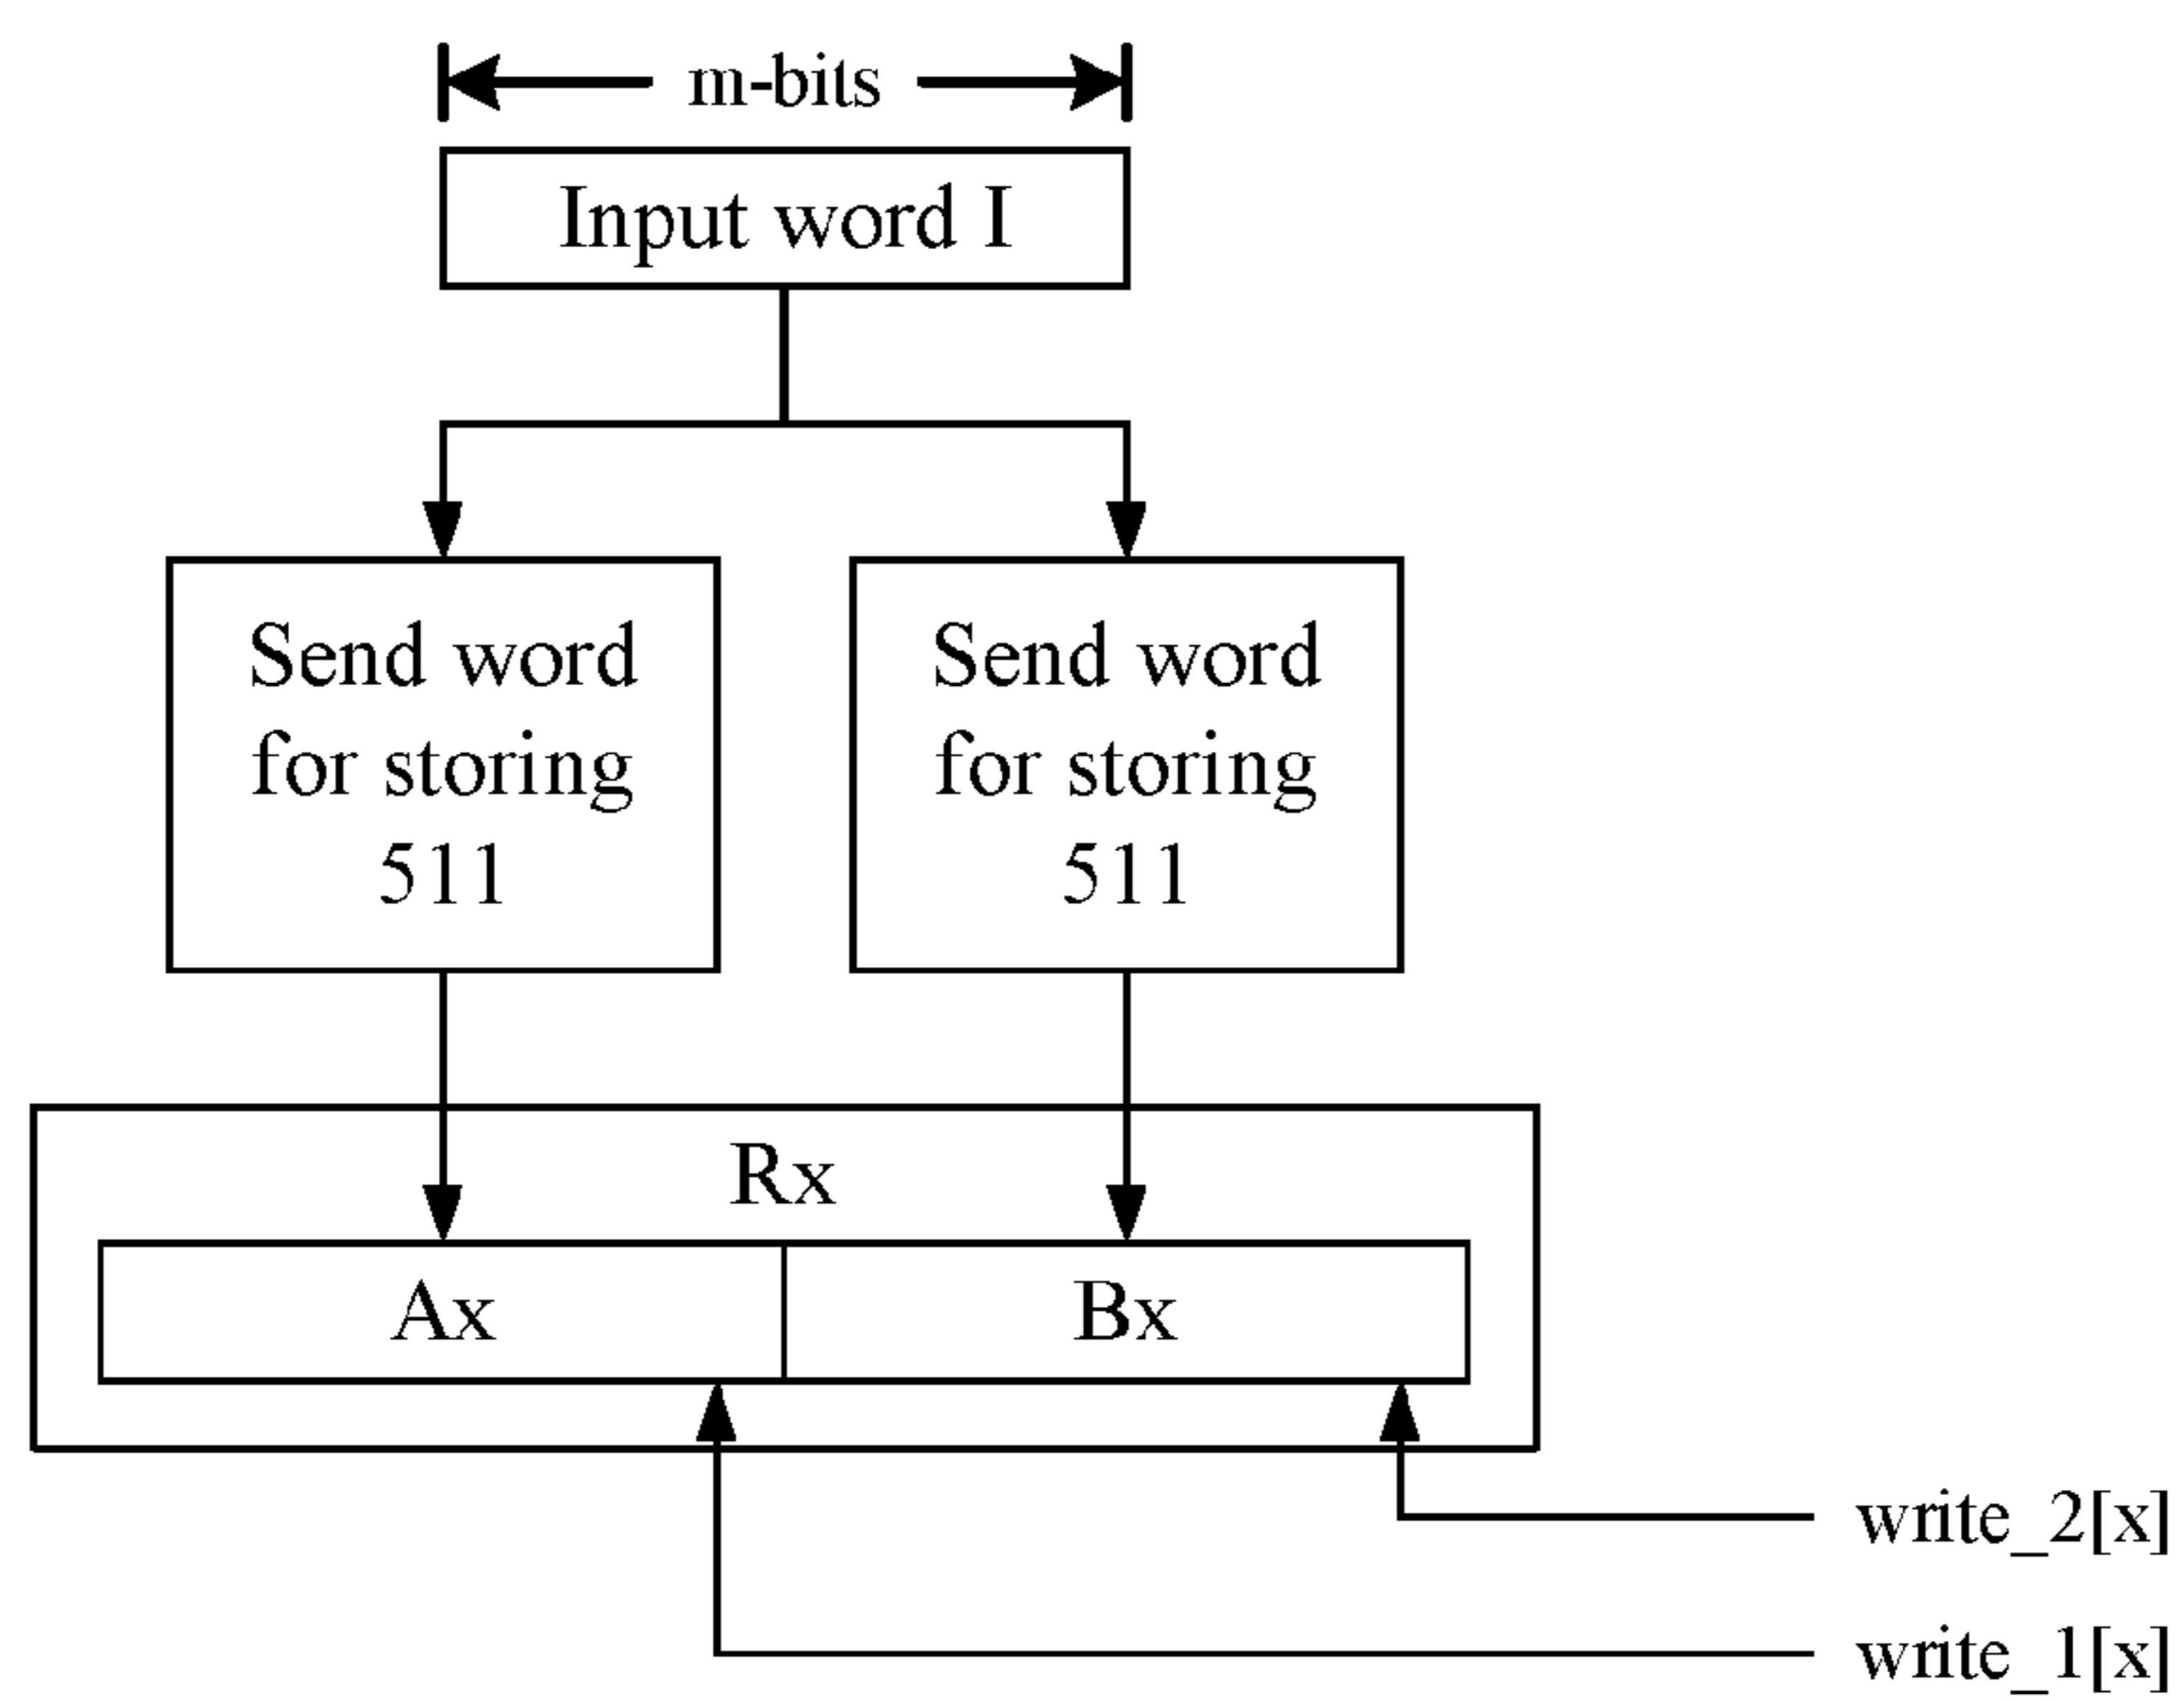 m-bits
Input word I
Send word
for storing
511
Send word
for storing
511
Rx
Ax
Bx
write_2[x]
write_1[x]